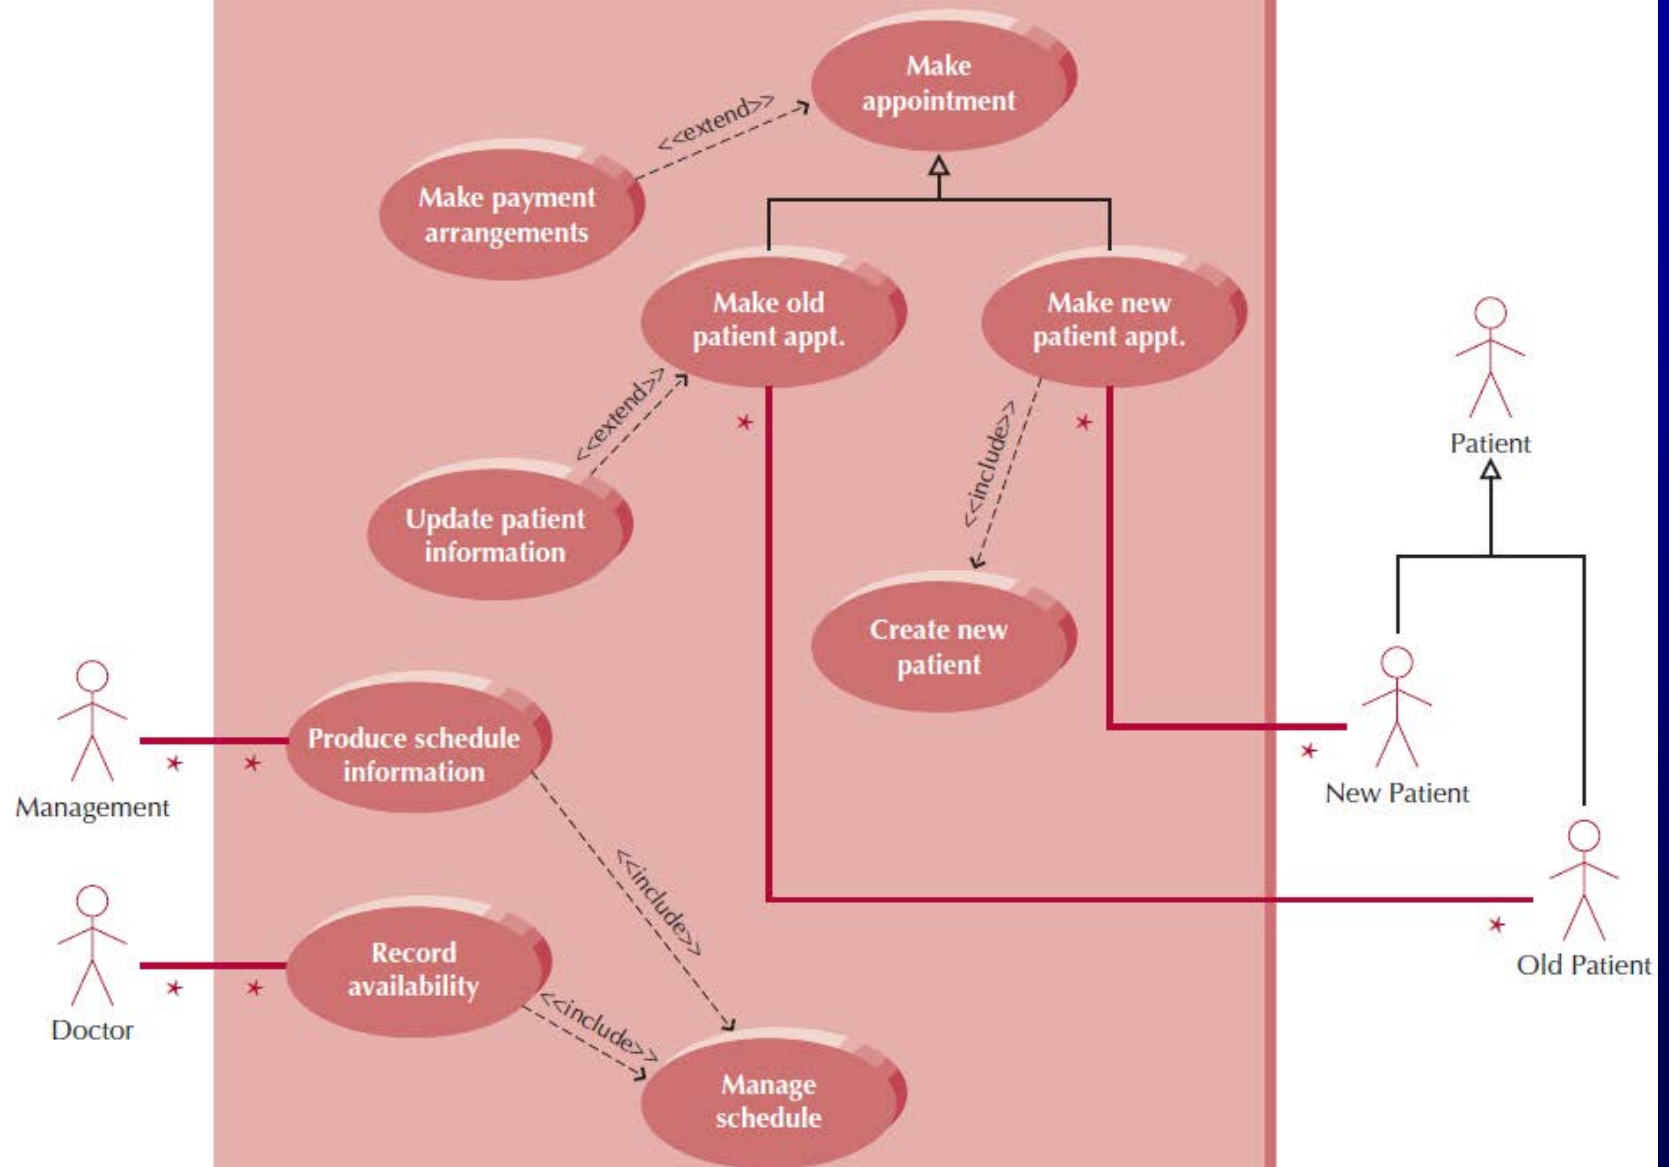 Make
appointment
<<extend>>
Make payment
arrangements
Make old
patient appt.
Make new
patient appt.
<<extend>>
*
<<include>>
*
Patient
Update patient
information
Create new
patient
Produce schedule
information
*
*
Management
*
New Patient
<<include>>
Record
availability
*
*
Doctor
<<include>>
*
Old Patient
Manage
schedule